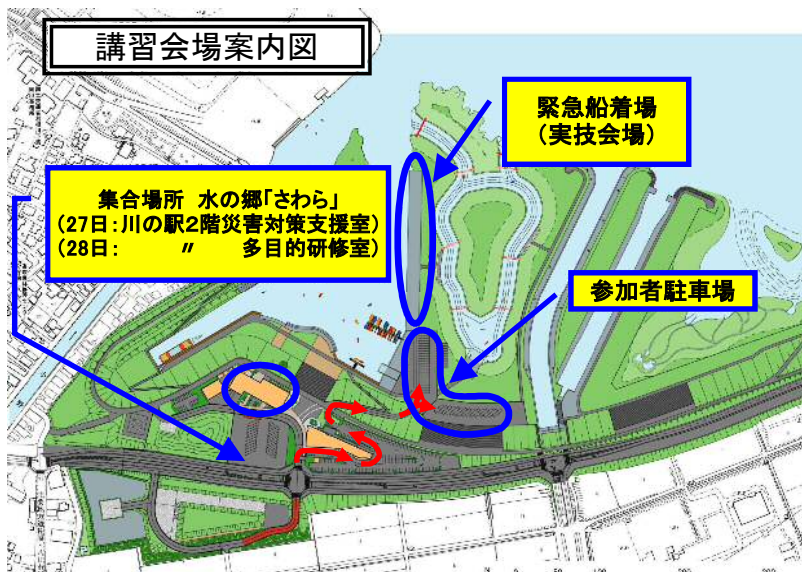 講習会場案内図
緊急船着場
（実技会場）
集合場所 水の郷「さわら」
（27日：川の駅2階災害対策支援室）
（28日： 〃 多目的研修室）
参加者駐車場